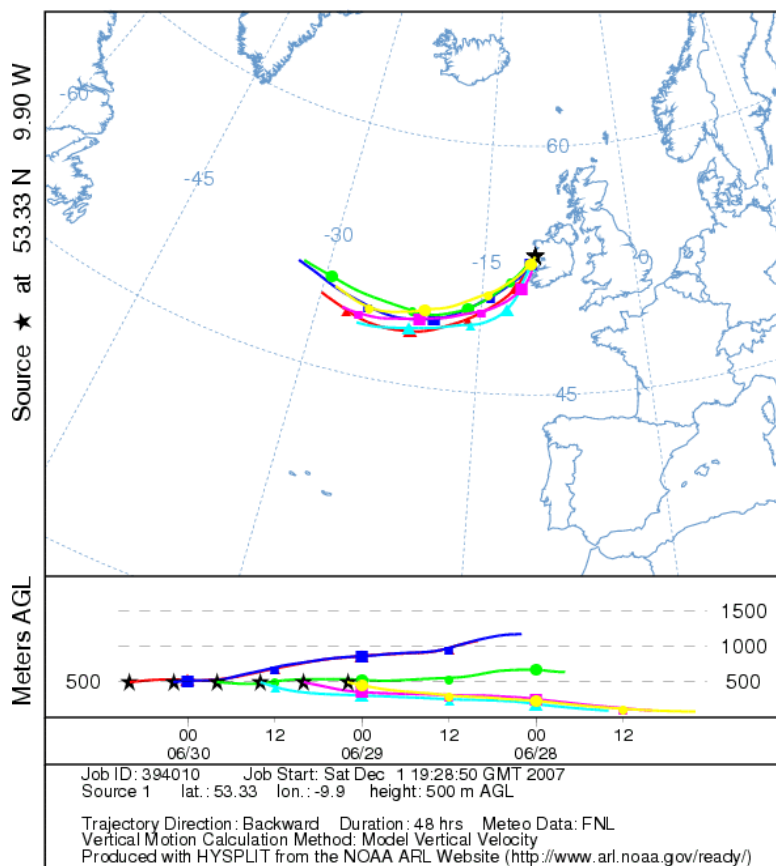 Source ★ at 53.33 N 9.90 W
-60
-45
60
-30
-15
-0
45
Meters AGL
1500
1000
500
500
00 12 00 12 00 12
06/30 06/29 06/28
Job ID: 394010 Job Start: Sat Dec 1 19:28:50 GMT 2007
Source 1 lat.: 53.33 lon.: -9.9 height: 500 m AGL
Trajectory Direction: Backward Duration: 48 hrs Meteo Data: FNL
Vertical Motion Calculation Method: Model Vertical Velocity
Produced with HYSPLIT from the NOAA ARL Website (http://www.arl.noaa.gov/ready/)